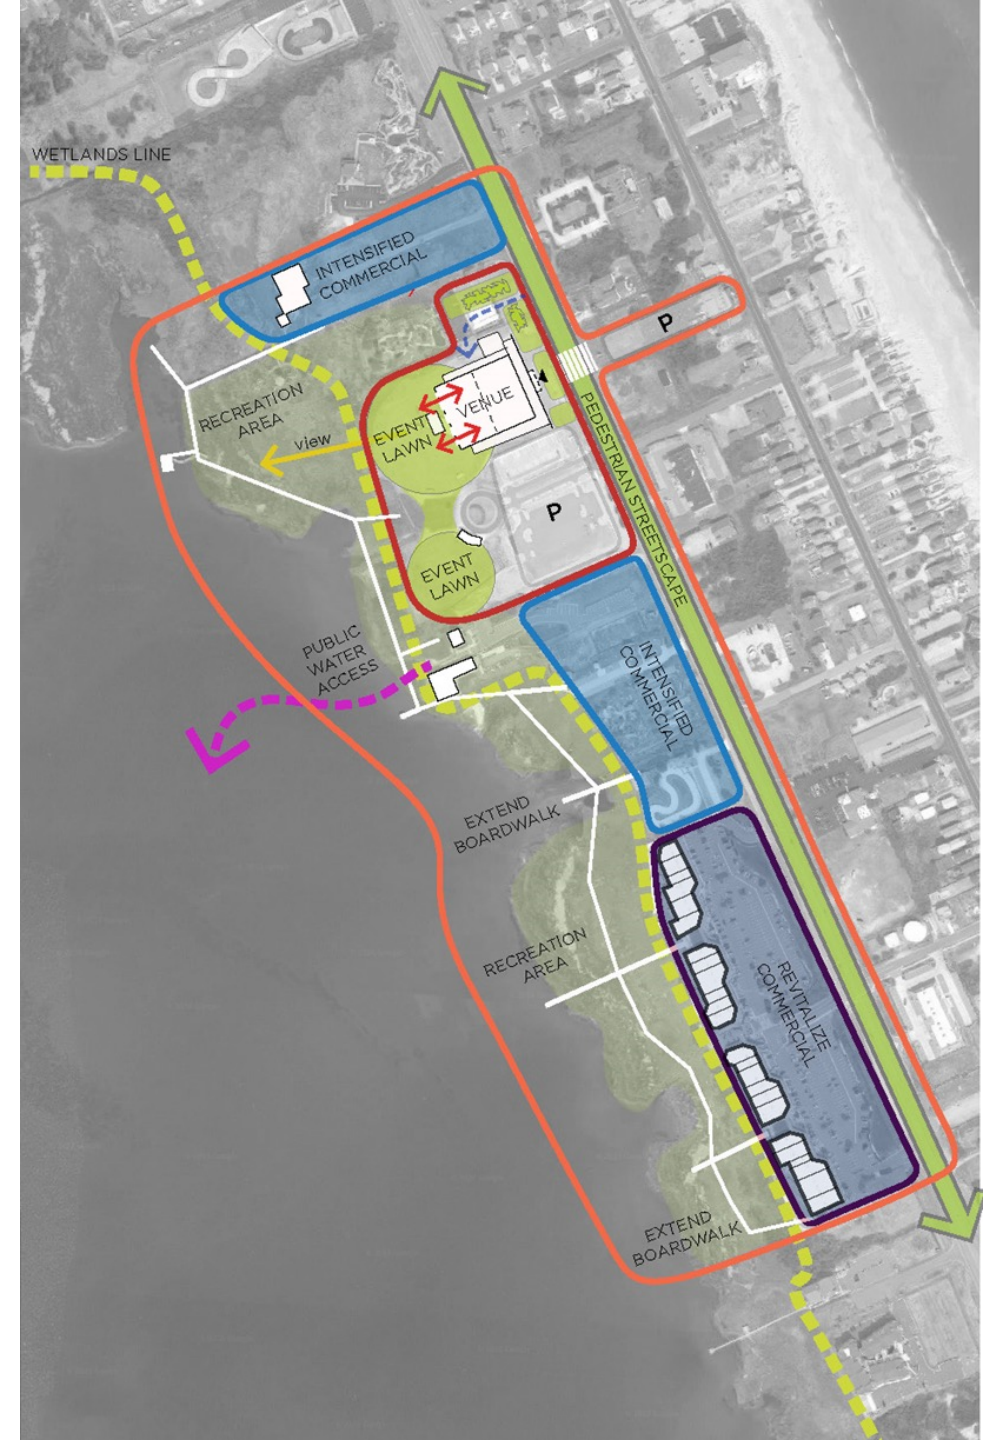 WETLANDS LINE
INTENSIFIED
COMMERCIAL
P
RECREATION
AREA
view
EVENT
LAWN
VENUE
PEDESTRIAN STREETSCAPE
P
EVENT
LAWN
PUBLIC
WATER
ACCESS
INTENSIFIED
COMMERCIAL
EXTEND
BOARDWALK
RECREATION
AREA
REVITALIZE
COMMERCIAL
EXTEND
BOARDWALK